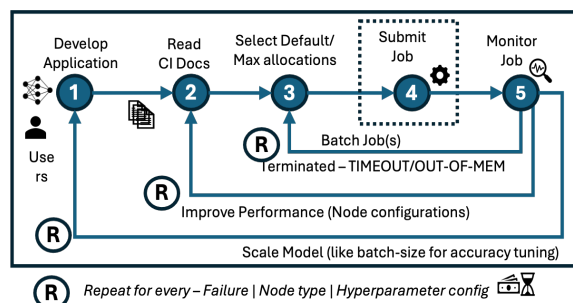 Develop
Application
Read
CI Docs
Select Default/
Max allocations
Submit
Job
Monitor
Job
1
2
3
4
5
Use
rs
R
Batch Job(s)
Terminated – TIMEOUT/OUT-OF-MEM
R
Improve Performance (Node configurations)
R
Scale Model (like batch-size for accuracy tuning)
R
Repeat for every – Failure | Node type | Hyperparameter config